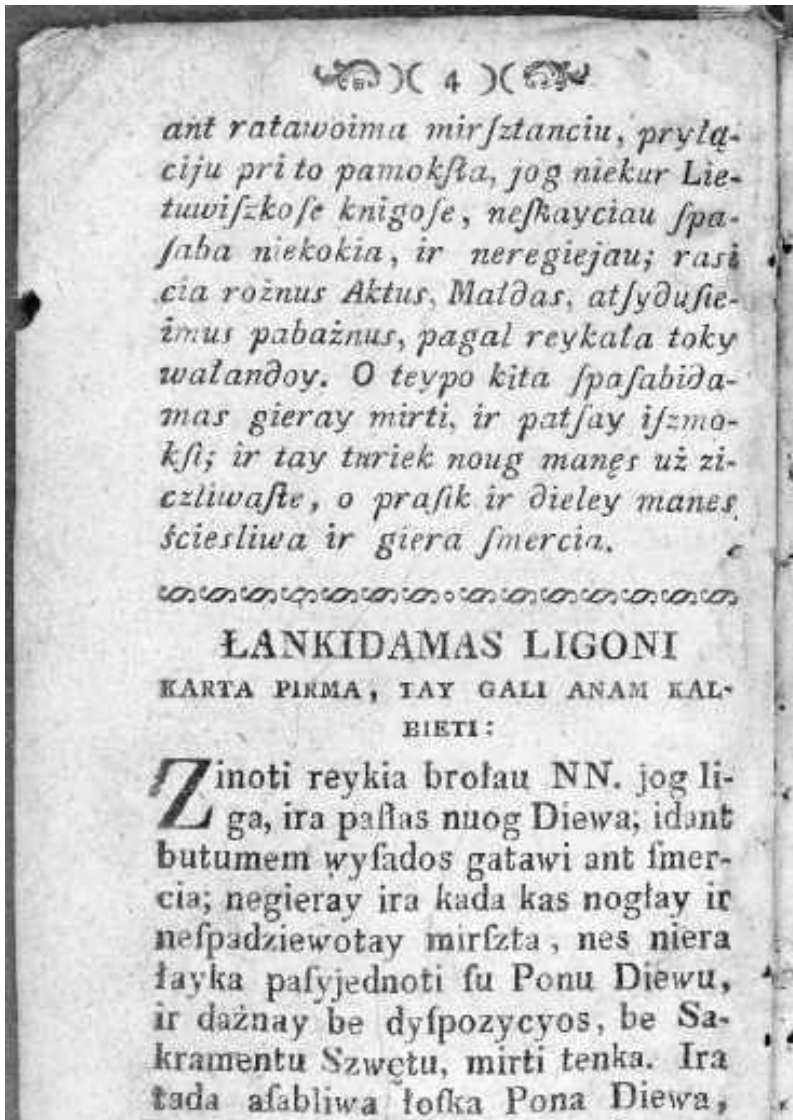 )( 4 )(
ant ratawoima mirſztanciu, pryłą-
ciju pri to pamokſła, jog niekur Lie-
tuwiſzkoſe knigoſe, neſkayciau ſpa-
ſaba niekokia, ir neregiejau; rasi
cia rożnus Aktus, Małdas, atſyduſie-
imus pabażnus, pagal reykała toky
wałandoy. O teypo kita ſpaſabida-
mas gieray mirti, ir patſay iſzmo-
kſi; ir tay turiek noug manęs uż zi-
czliwaſte, o praſik ir dieley manes
ściesliwa ir giera ſmercia.
ŁANKIDAMAS LIGONI
KARTA PIRMA, TAY GALI ANAM KAL-
BIETI:
Zinoti reykia brołau NN. jog li-
ga, ira paſłas nuog Diewa; idant
butumem wyſados gatawi ant ſmer-
cia; negieray ira kada kas nogłay ir
neſpadziewotay mirſzta, nes niera
łayka paſyjednoti ſu Ponu Diewu,
ir dażnay be dyſpozycyos, be Sa-
kramentu Szwętu, mirti tenka. Ira
tada aſabliwa łoſka Pona Diewa,